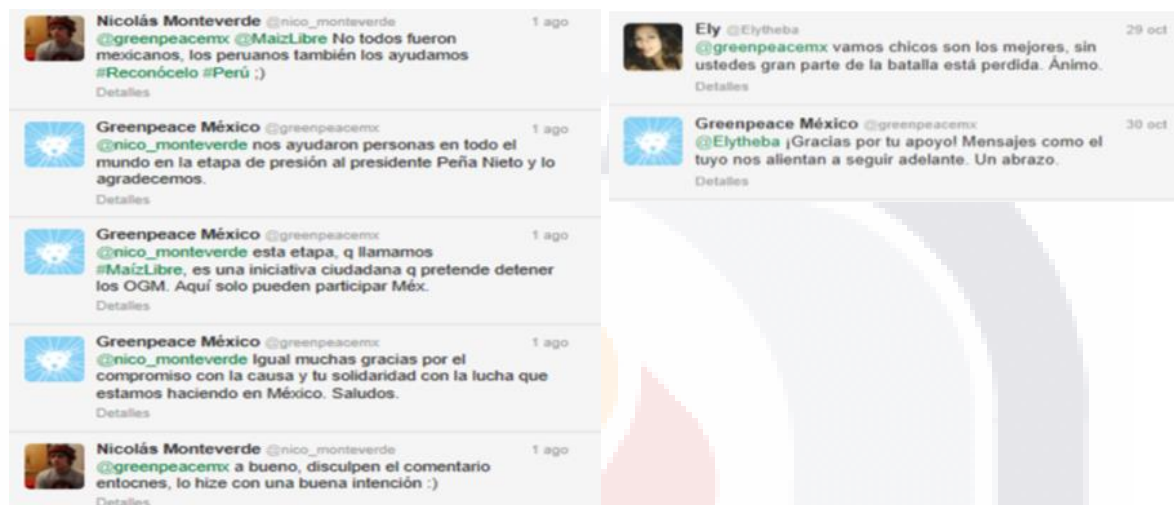 Nicolás Monteverde @nico_monteverde 1 ago
@greenpeacemx @MaizLibre No todos fueron
mexicanos, los peruanos también los ayudamos
#Reconócelo #Perú ;)
Detalles
Greenpeace México @greenpeacemx 1 ago
@nico_monteverde nos ayudaron personas en todo el
mundo en la etapa de presión al presidente Peña Nieto y lo
agradecemos.
Detalles
Greenpeace México @greenpeacemx 1 ago
@nico_monteverde esta etapa, q llamamos
#MaízLibre, es una iniciativa ciudadana q pretende detener
los OGM. Aquí solo pueden participar Méx.
Detalles
Greenpeace México @greenpeacemx 1 ago
@nico_monteverde Igual muchas gracias por el
compromiso con la causa y tu solidaridad con la lucha que
estamos haciendo en México. Saludos.
Detalles
Nicolás Monteverde @nico_monteverde 1 ago
@greenpeacemx a bueno, disculpen el comentario
entocnes, lo hize con una buena intención :)
Detalles
Ely @Elytheba 29 oct
@greenpeacemx vamos chicos son los mejores, sin
ustedes gran parte de la batalla está perdida. Ánimo.
Detalles
Greenpeace México @greenpeacemx 30 oct
@Elytheba ¡Gracias por tu apoyo! Mensajes como el
tuyo nos alientan a seguir adelante. Un abrazo.
Detalles